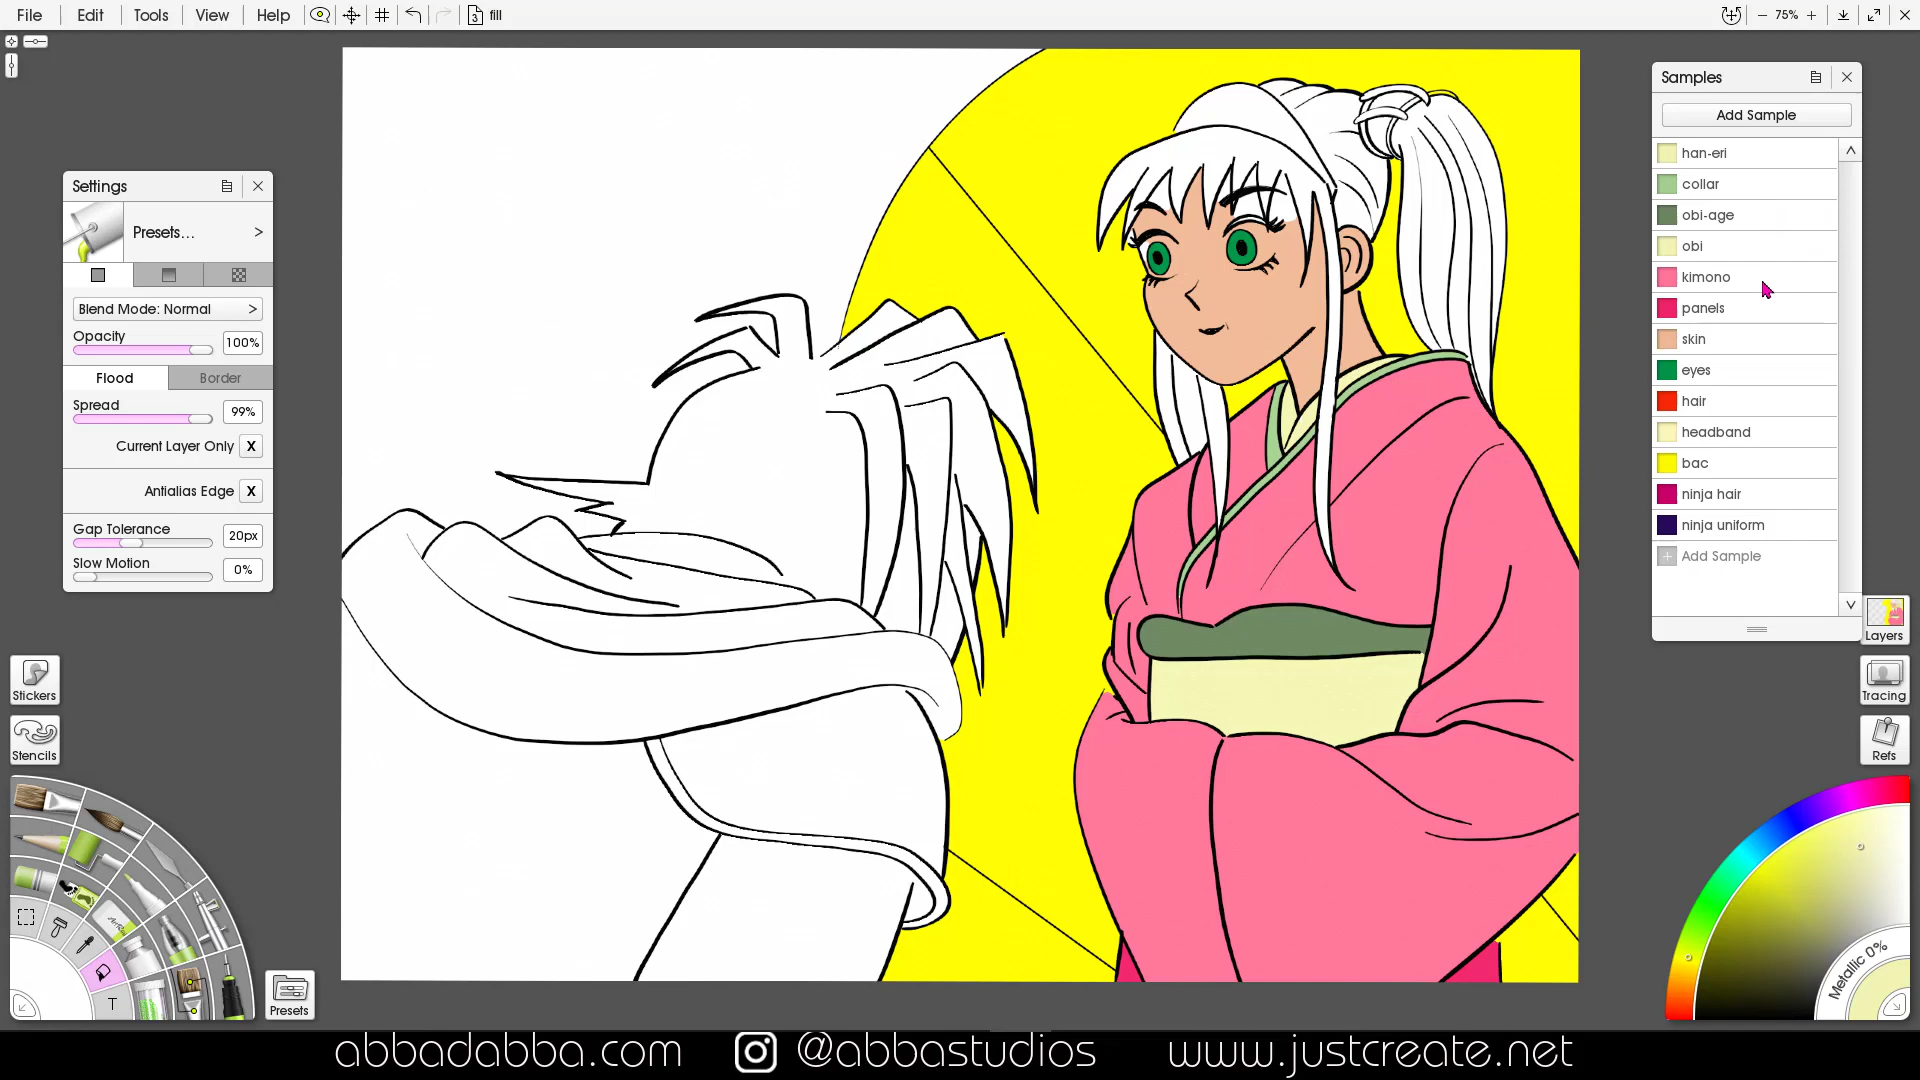 File Edit Tools View Help 3 fill 75%
Settings
Presets...
Blend Mode: Normal
Opacity 100%
Flood Border
Spread 99%
Current Layer Only X
Antialias Edge X
Gap Tolerance 20px
Slow Motion 0%
Samples
Add Sample
han-eri
collar
obi-age
obi
kimono
panels
skin
eyes
hair
headband
bac
ninja hair
ninja uniform
Add Sample
Layers
Tracing
Refs
Stickers
Stencils
T
Presets
Metallic 0%
abbadabba.com @abbastudios www.justcreate.net